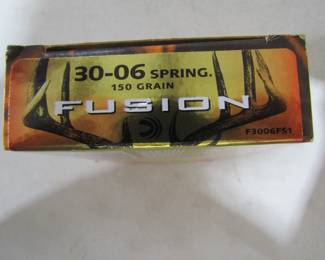 30-06 SPRING.
150 GRAIN
FUSION
F3006FS1